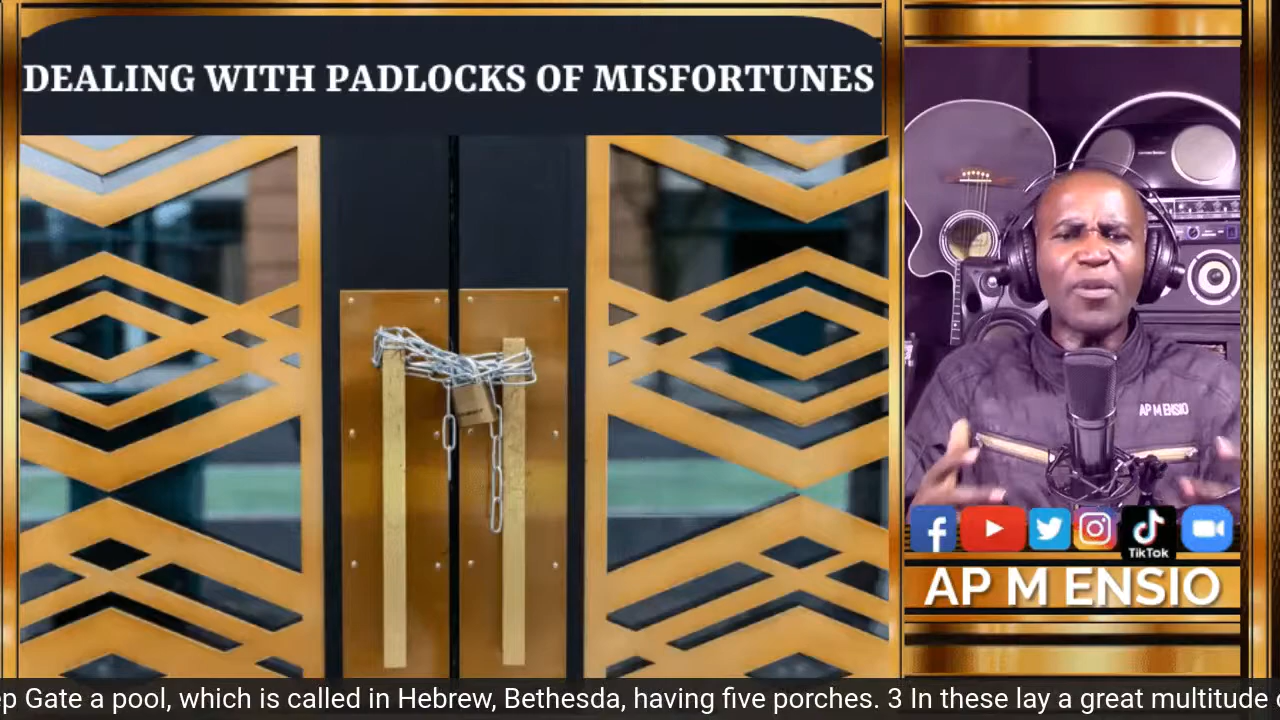 DEALING WITH PADLOCKS OF MISFORTUNES
AP M ENSIO
TikTok
AP M ENSIO
Gate a pool, which is called in Hebrew, Bethesda, having five porches. 3 In these lay a great multitude